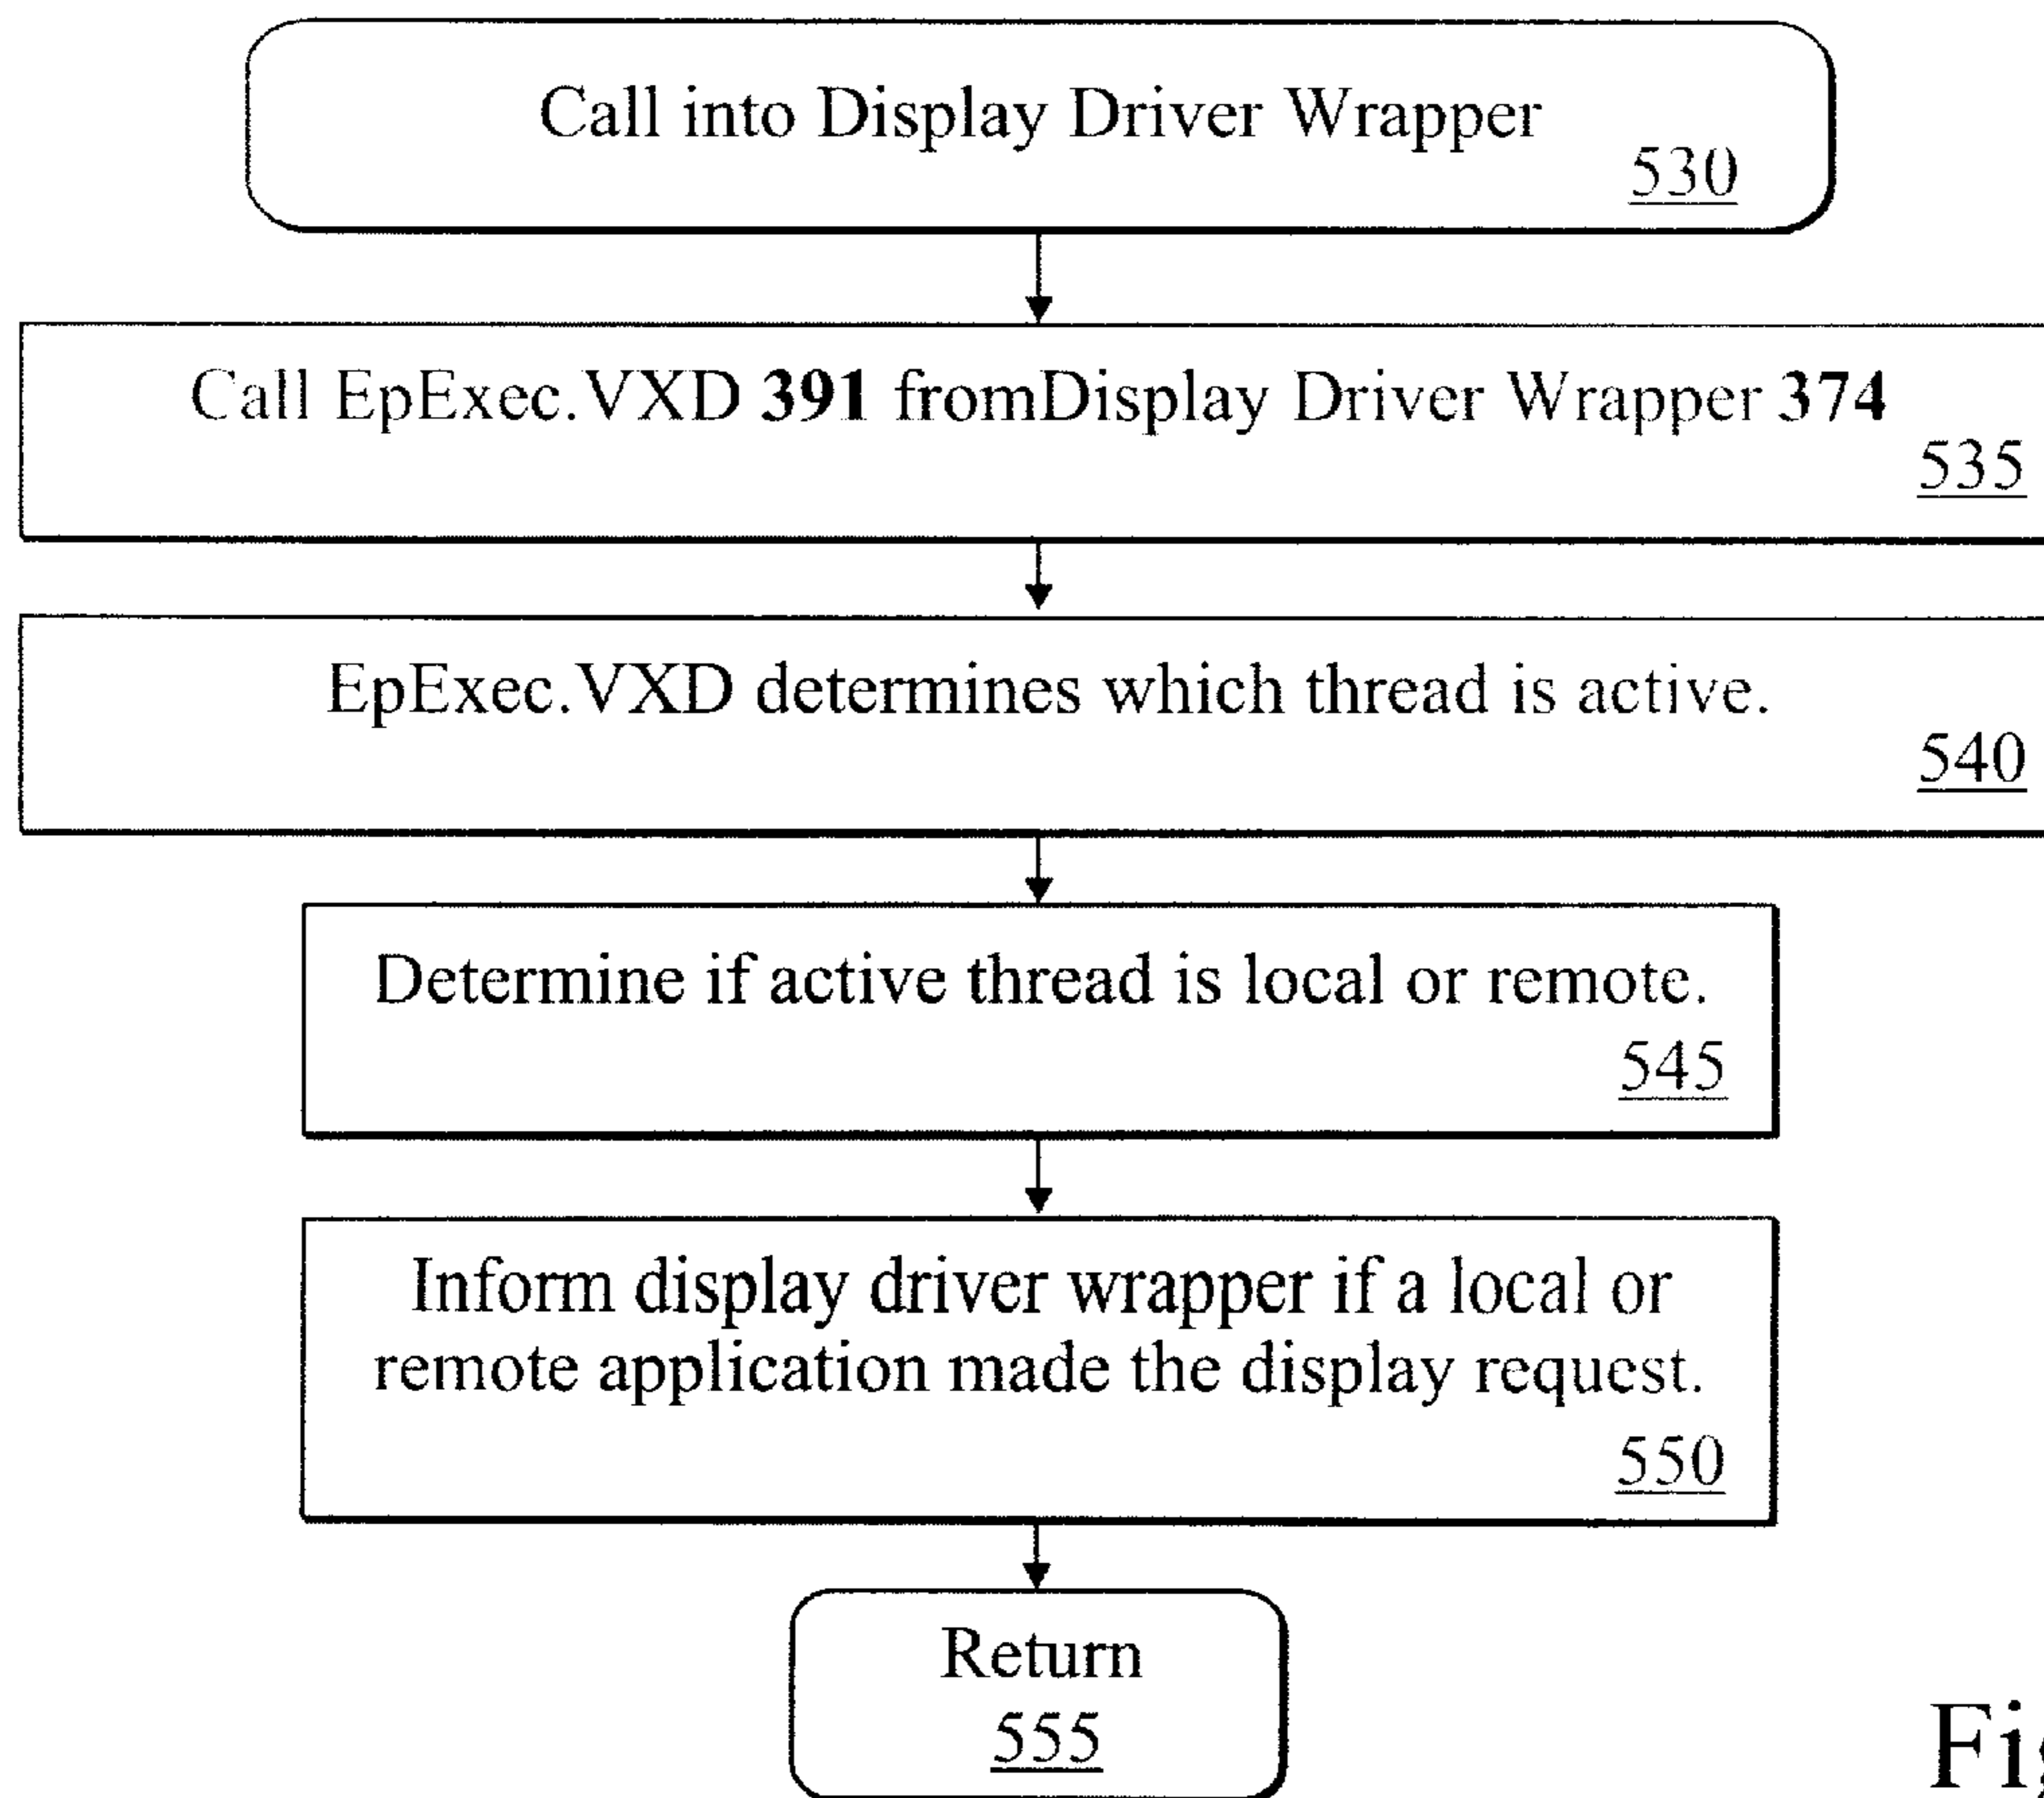 Call into Display Driver Wrapper
530
Call EpExec.VXD 391 fromDisplay Driver Wrapper 374
535
EpExec.VXD determines which thread is active.
540
Determine if active thread is local or remote.
545
Inform display driver wrapper if a local or
remote application made the display request.
550
Return
555